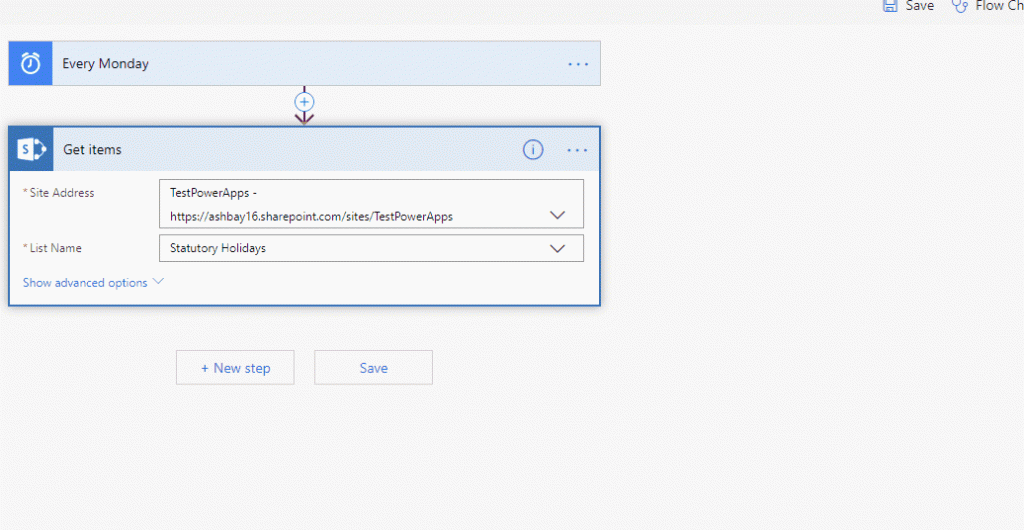 Save Flow Ch
Every Monday
Get items
* Site Address
TestPowerApps -
https://ashbay16.sharepoint.com/sites/TestPowerApps
* List Name
Statutory Holidays
Show advanced options
+ New step
Save